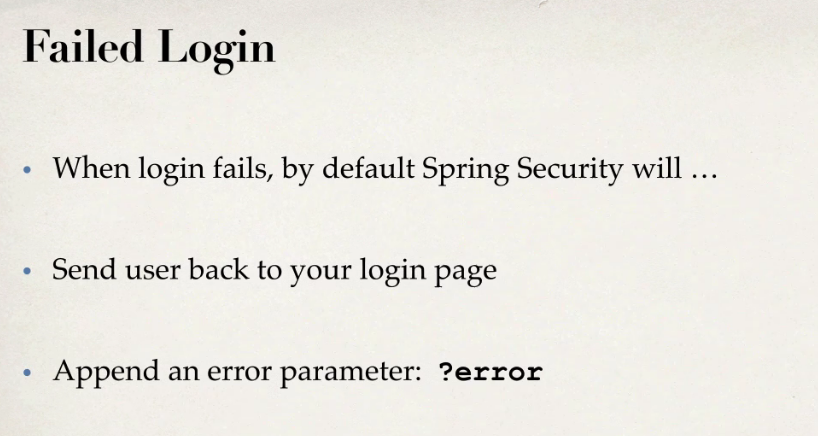 Failed Login
• When login fails, by default Spring Security will …
• Send user back to your login page
• Append an error parameter: ?error